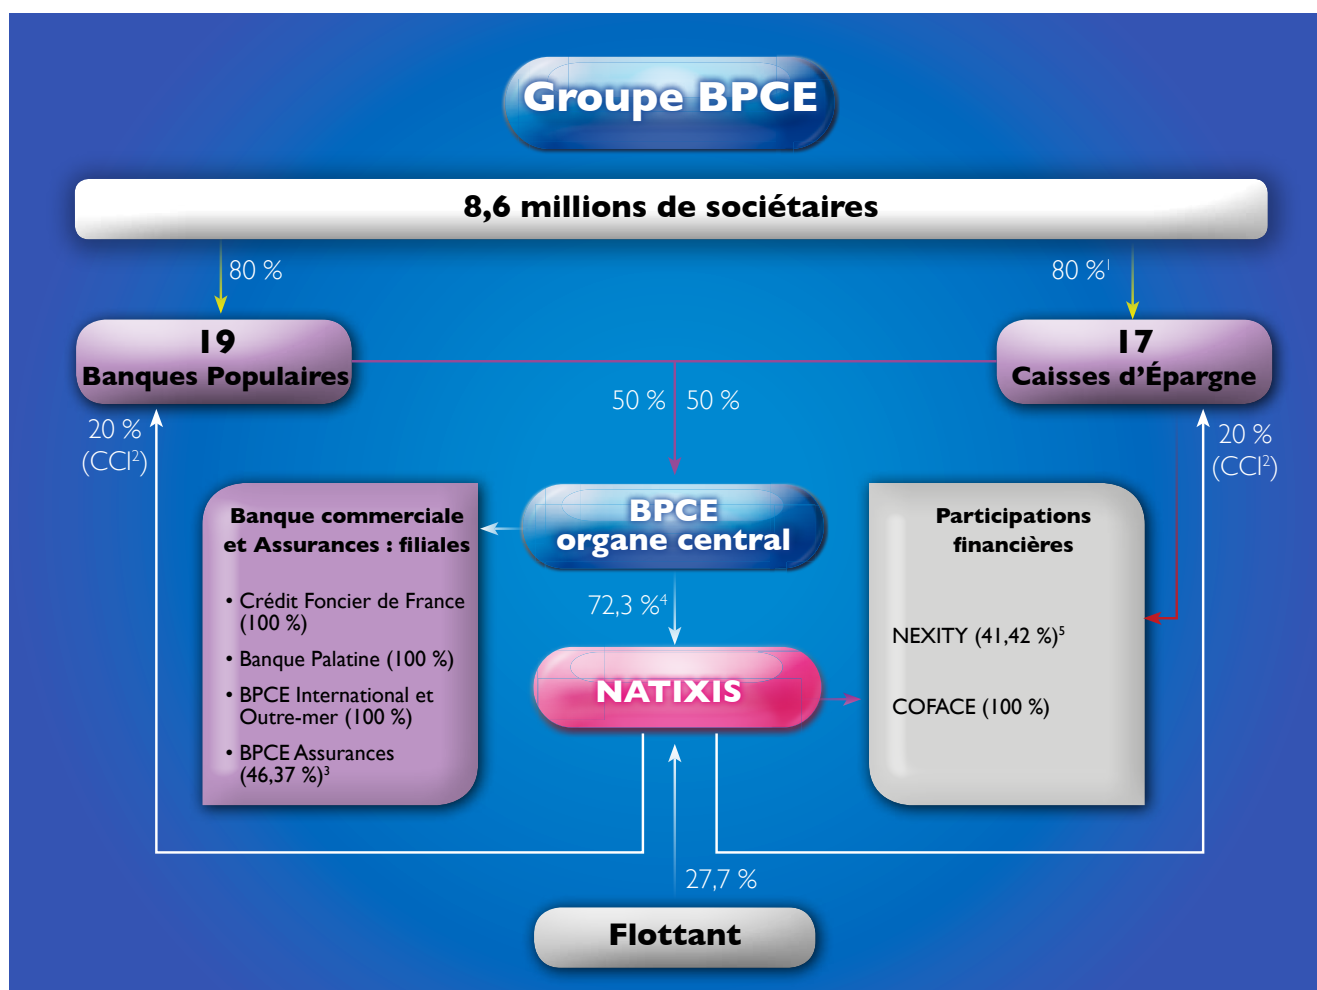 Groupe BPCE
8,6 millions de sociétaires
80 %
80 %¹
19
Banques Populaires
17
Caisses d’Épargne
50 %
50 %
20 %
(CCI²)
20 %
(CCI²)
Banque commerciale
et Assurances : filiales
• Crédit Foncier de France
(100 %)
• Banque Palatine (100 %)
• BPCE International et
Outre-mer (100 %)
• BPCE Assurances
(46,37 %)³
BPCE
organe central
72,3 %⁴
NATIXIS
Participations
financières
NEXITY (41,42 %)⁵
COFACE (100 %)
27,7 %
Flottant